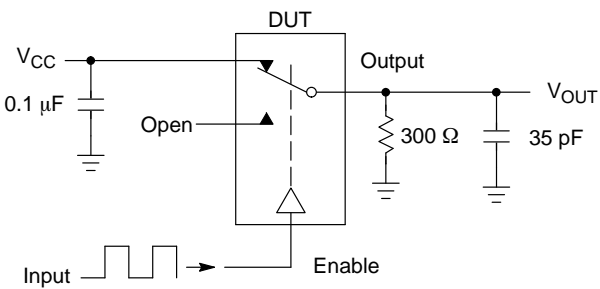 DUT
VCC
Output
VOUT
0.1 μF
Open
300 Ω
35 pF
Input
Enable